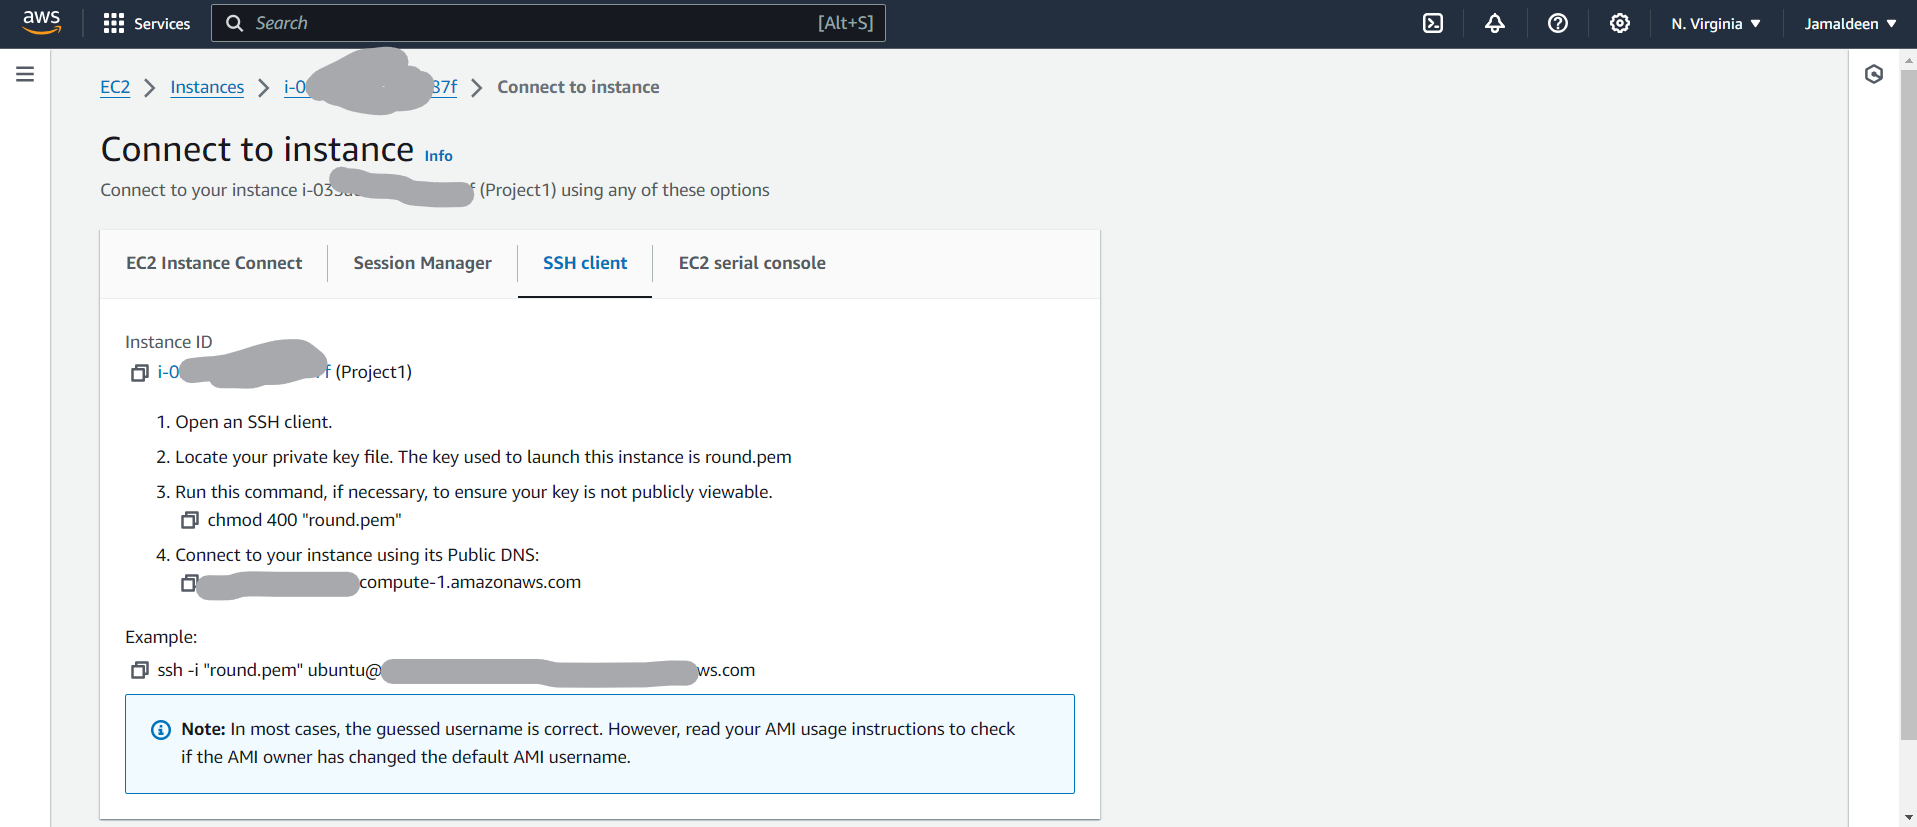 aws
Services
Search [Alt+S]
N. Virginia
Jamaldeen
EC2 Instances i-0 37f Connect to instance
Connect to instance Info
Connect to your instance i-03 f (Project1) using any of these options
EC2 Instance Connect
Session Manager
SSH client
EC2 serial console
Instance ID
i-0 f (Project1)
1. Open an SSH client.
2. Locate your private key file. The key used to launch this instance is round.pem
3. Run this command, if necessary, to ensure your key is not publicly viewable.
chmod 400 "round.pem"
4. Connect to your instance using its Public DNS:
compute-1.amazonaws.com
Example:
ssh -i "round.pem" ubuntu@ ws.com
Note: In most cases, the guessed username is correct. However, read your AMI usage instructions to check
if the AMI owner has changed the default AMI username.